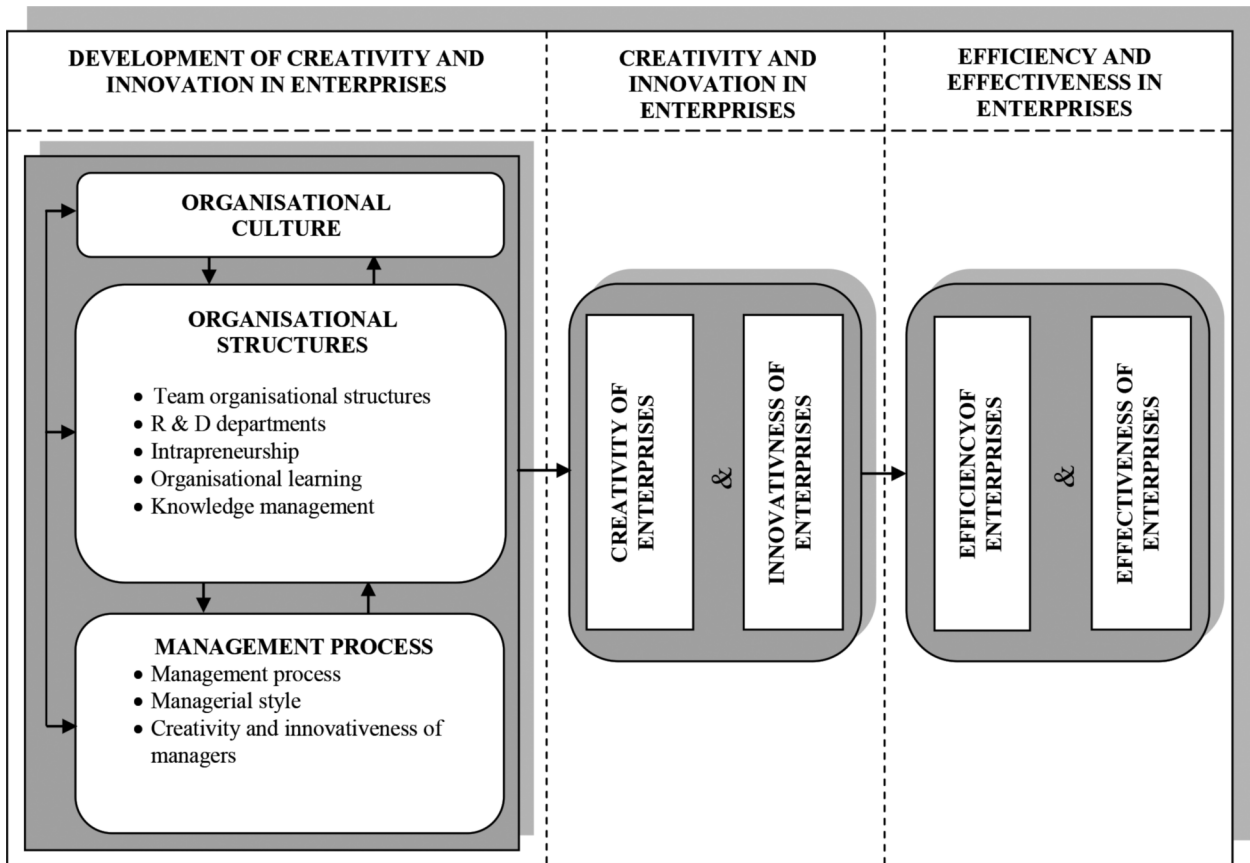 DEVELOPMENT OF CREATIVITY AND
INNOVATION IN ENTERPRISES
CREATIVITY AND
INNOVATION IN
ENTERPRISES
EFFICIENCY AND
EFFECTIVENESS IN
ENTERPRISES
ORGANISATIONAL
CULTURE
ORGANISATIONAL
STRUCTURES
• Team organisational structures
• R & D departments
• Intrapreneurship
• Organisational learning
• Knowledge management
MANAGEMENT PROCESS
• Management process
• Managerial style
• Creativity and innovativeness of
managers
CREATIVITY OF
ENTERPRISES
&
INNOVATIVNESS OF
ENTERPRISES
EFFICIENCYOF
ENTERPRISES
&
EFFECTIVENESS OF
ENTERPRISES